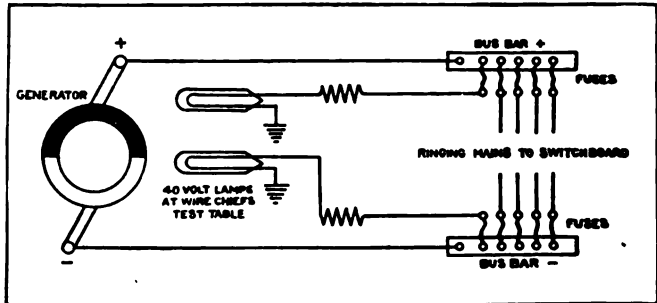 +
BUS BAR +
GENERATOR
FUSES
RINGING MAINS TO SWITCHBOARD
40 VOLT LAMPS
AT WIRE CHIEFS
TEST TABLE
FUSES
−
BUS BAR −